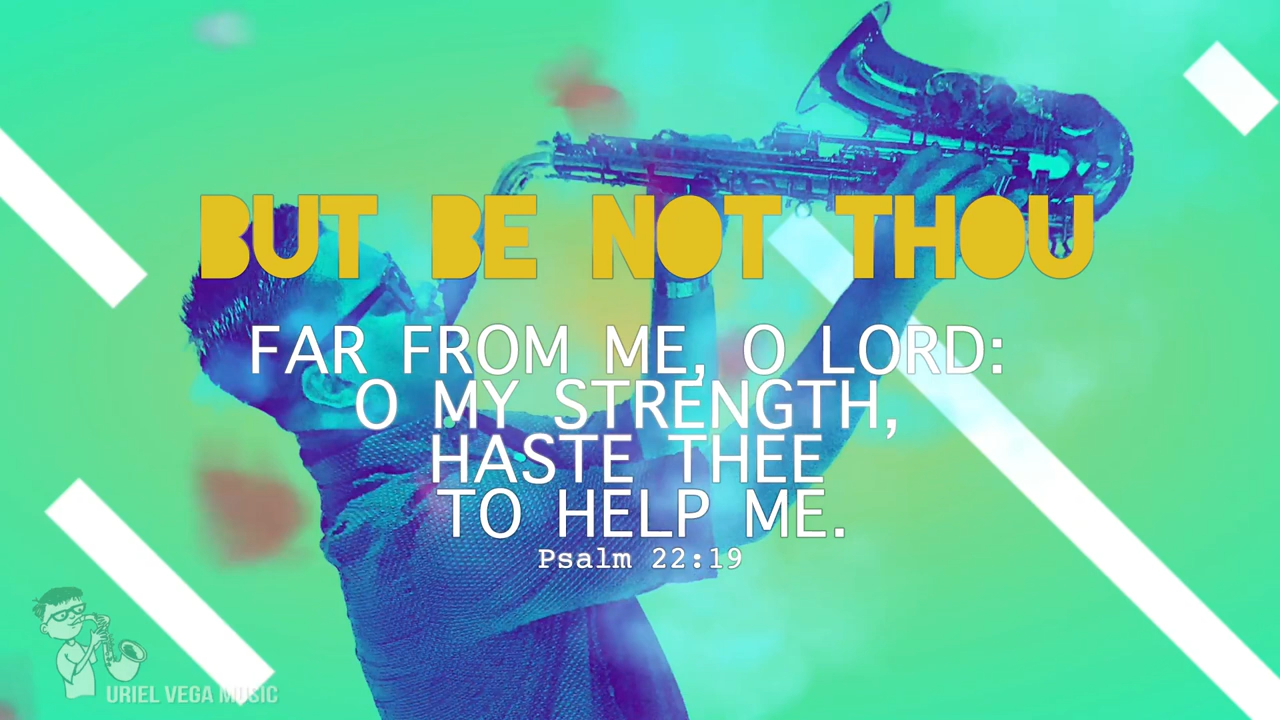 BUT BE NOT THOU
FAR FROM ME, O LORD:
O MY STRENGTH,
HASTE THEE
TO HELP ME.
Psalm 22:19
URIEL VEGA MUSIC